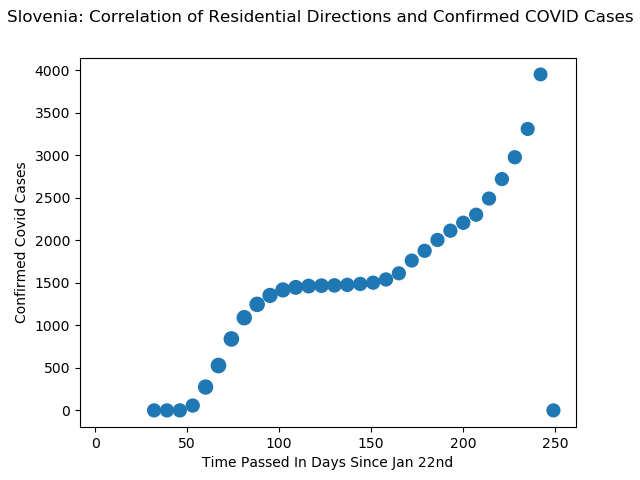 Slovenia: Correlation of Residential Directions and Confirmed COVID Cases
4000
3500
3000
2500
2000
1500
1000
500
0
Confirmed Covid Cases
0 50 100 150 200 250
Time Passed In Days Since Jan 22nd